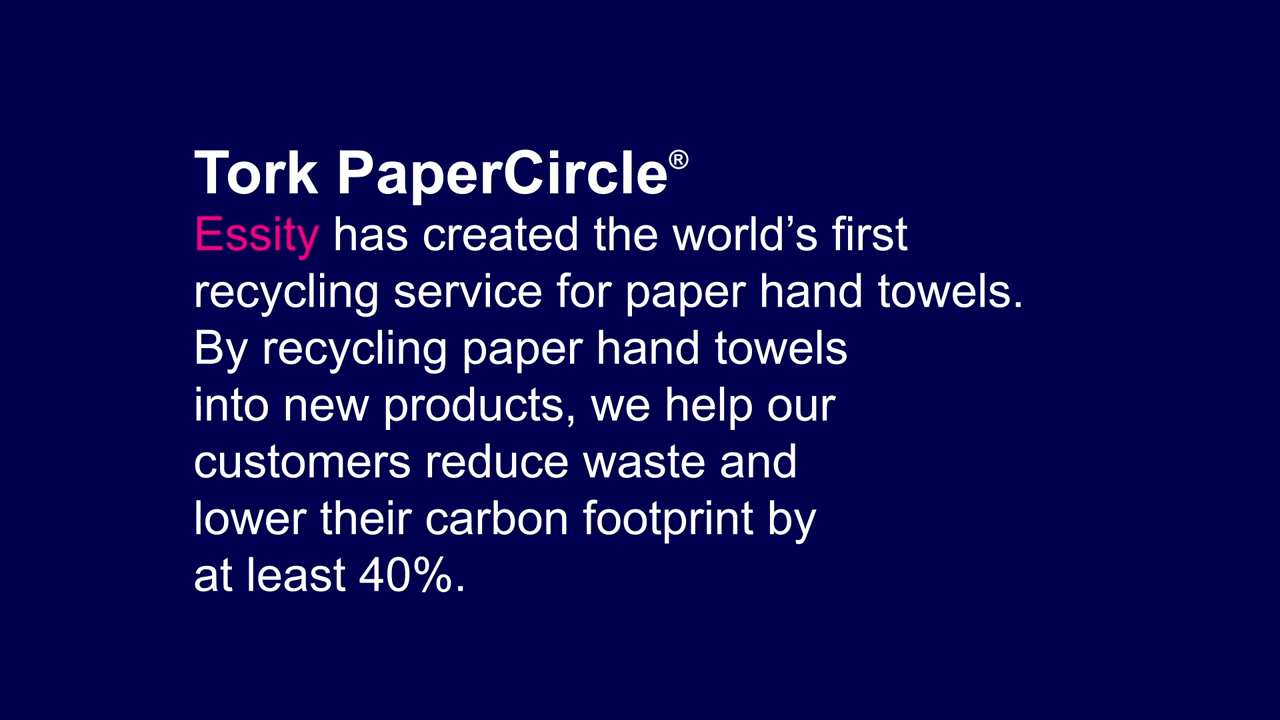 Tork PaperCircle®
Essity has created the world’s first
recycling service for paper hand towels.
By recycling paper hand towels
into new products, we help our
customers reduce waste and
lower their carbon footprint by
at least 40%.